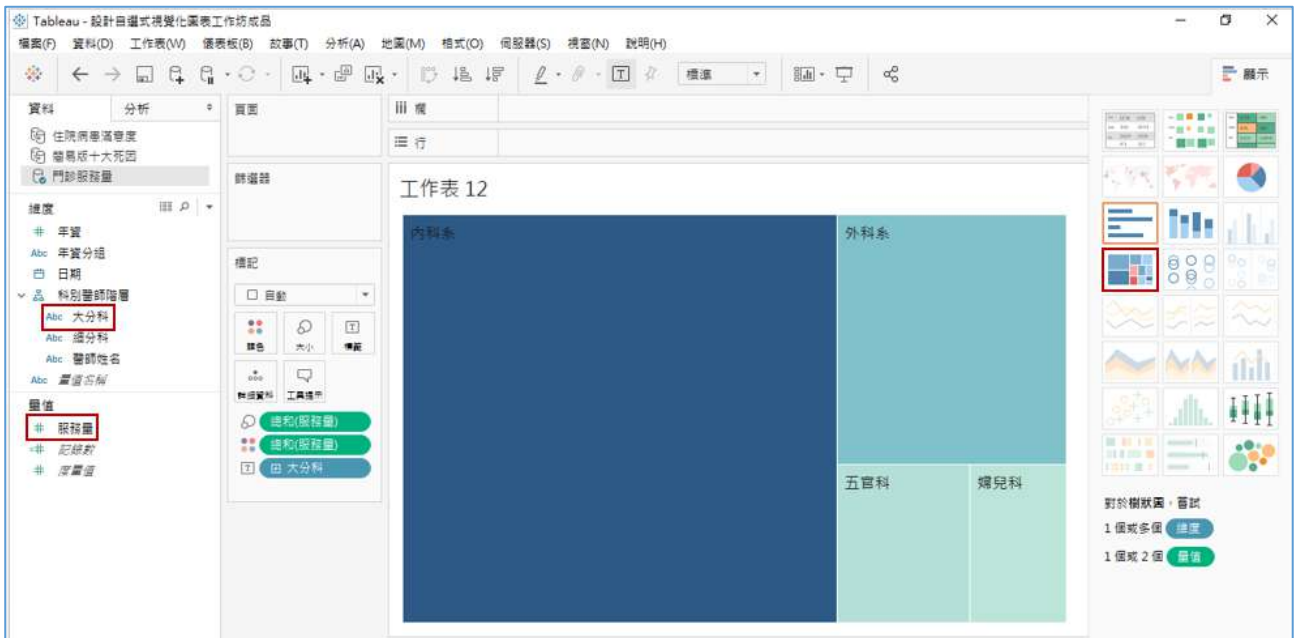 Tableau - 設計自選式視覺化圖表工作坊成品
檔案(F) 資料(D) 工作表(W) 儀表板(B) 故事(T) 分析(A) 地圖(M) 格式(O) 伺服器(S) 視窗(N) 說明(H)
標準
顯示
資料 分析
住院病患滿意度
簡易版十大死因
門診服務量
維度
# 年資
Abc 年資分組
日期
科別醫師階層
Abc 大分科
Abc 細分科
Abc 醫師姓名
Abc 量值名稱
量值
# 服務量
=# 記錄數
# 度量值
頁面
篩選器
標記
自動
顏色 大小 標籤
詳細資料 工具提示
總和(服務量)
總和(服務量)
大分科
欄
行
工作表 12
內科系
外科系
五官科
婦兒科
對於樹狀圖,嘗試
1 個或多個 維度
1 個或 2 個 量值